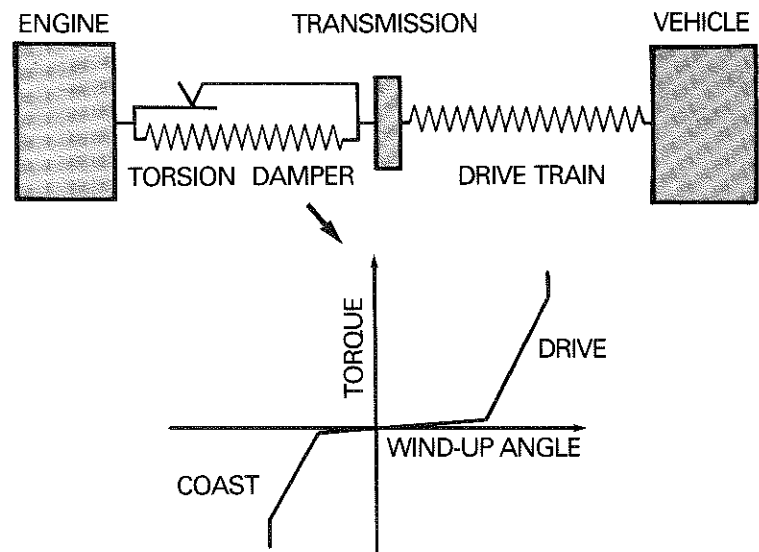 ENGINE TRANSMISSION VEHICLE
TORSION DAMPER DRIVE TRAIN
TORQUE
DRIVE
WIND-UP ANGLE
COAST